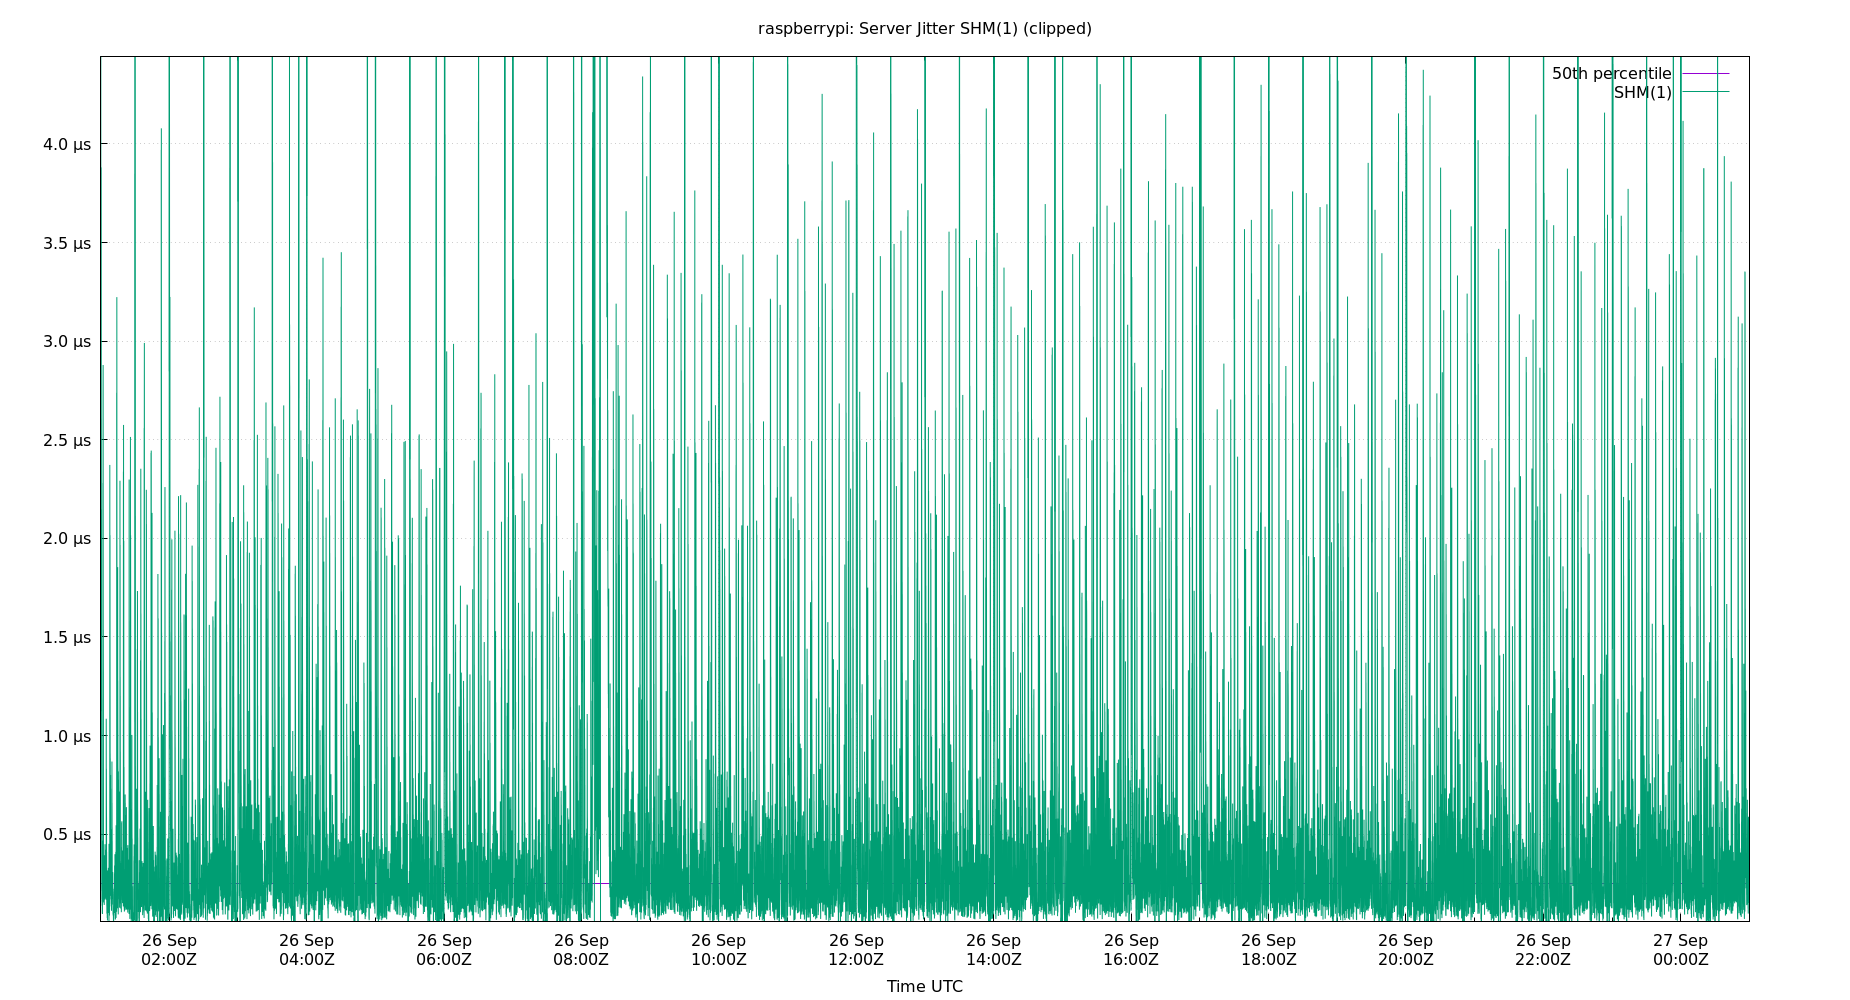 raspberrypi: Server Jitter SHM(1) (clipped)
50th percentile
SHM(1)
4.0 µs
3.5 µs
3.0 µs
2.5 µs
2.0 µs
1.5 µs
1.0 µs
0.5 µs
26 Sep 26 Sep 26 Sep 26 Sep 26 Sep 26 Sep 26 Sep 26 Sep 26 Sep 26 Sep 26 Sep 27 Sep
02:00Z 04:00Z 06:00Z 08:00Z 10:00Z 12:00Z 14:00Z 16:00Z 18:00Z 20:00Z 22:00Z 00:00Z
Time UTC